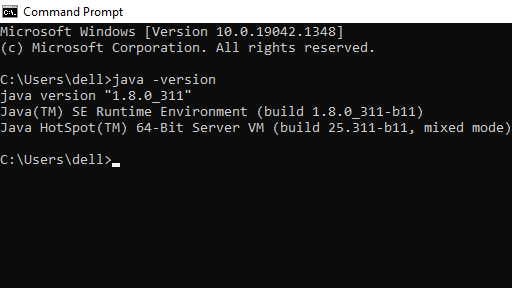 Command Prompt
Microsoft Windows [Version 10.0.19042.1348]
(c) Microsoft Corporation. All rights reserved.
C:\Users\dell>java -version
java version "1.8.0_311"
Java(TM) SE Runtime Environment (build 1.8.0_311-b11)
Java HotSpot(TM) 64-Bit Server VM (build 25.311-b11, mixed mode)
C:\Users\dell>